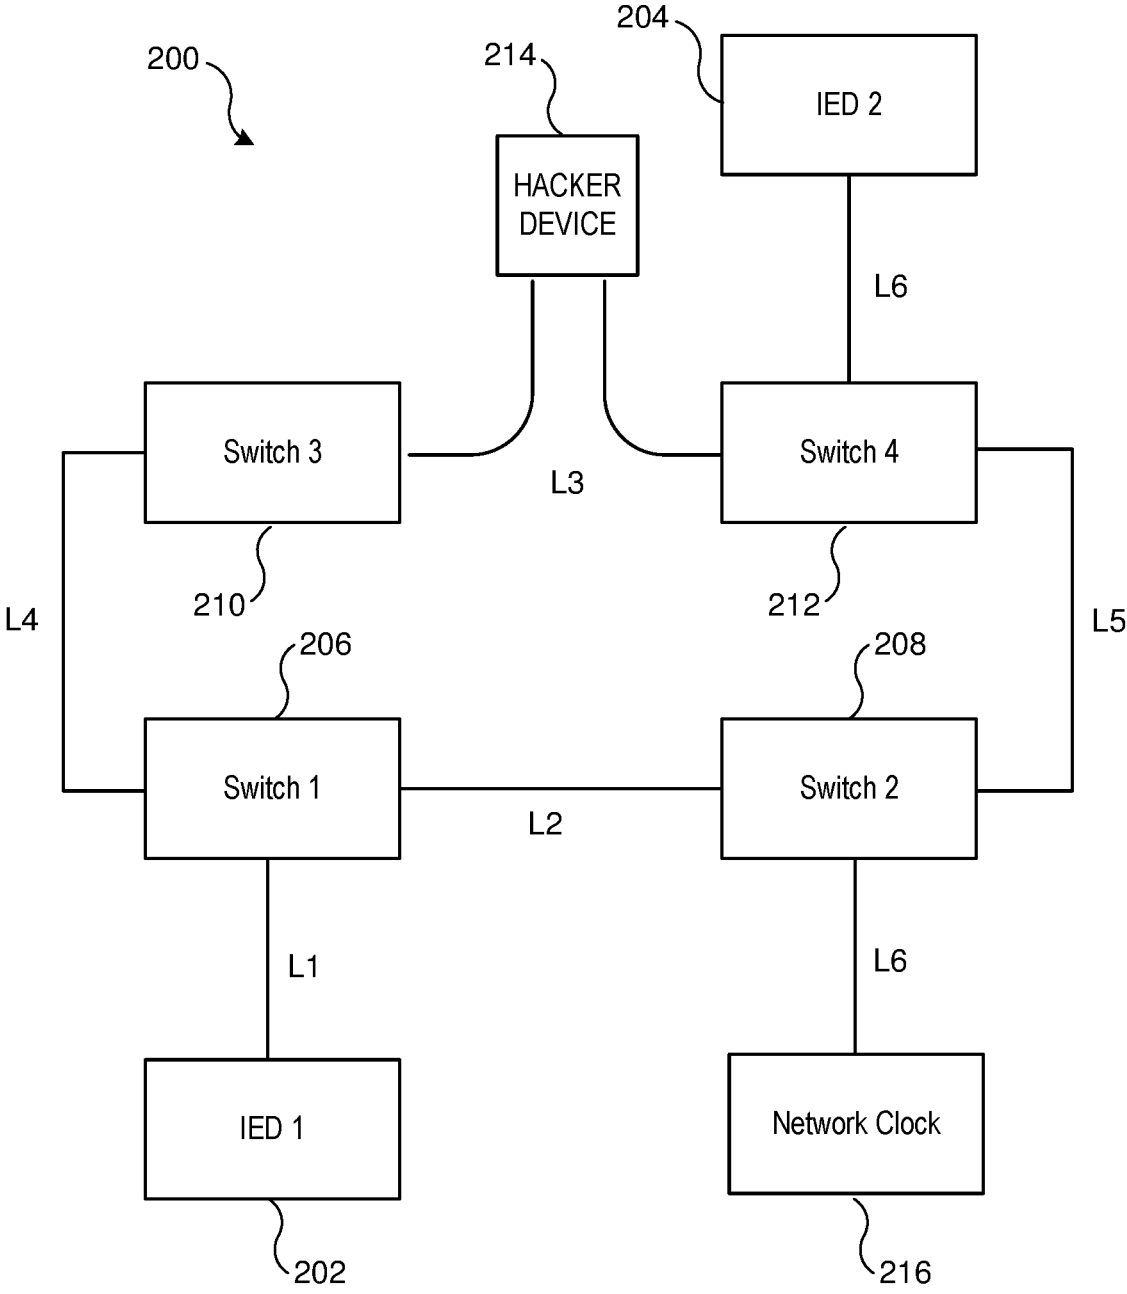 204
200
214
IED 2
HACKER
DEVICE
L6
Switch 3
Switch 4
L3
210
212
L4
L5
206
208
Switch 1
Switch 2
L2
L1
L6
IED 1
Network Clock
202
216